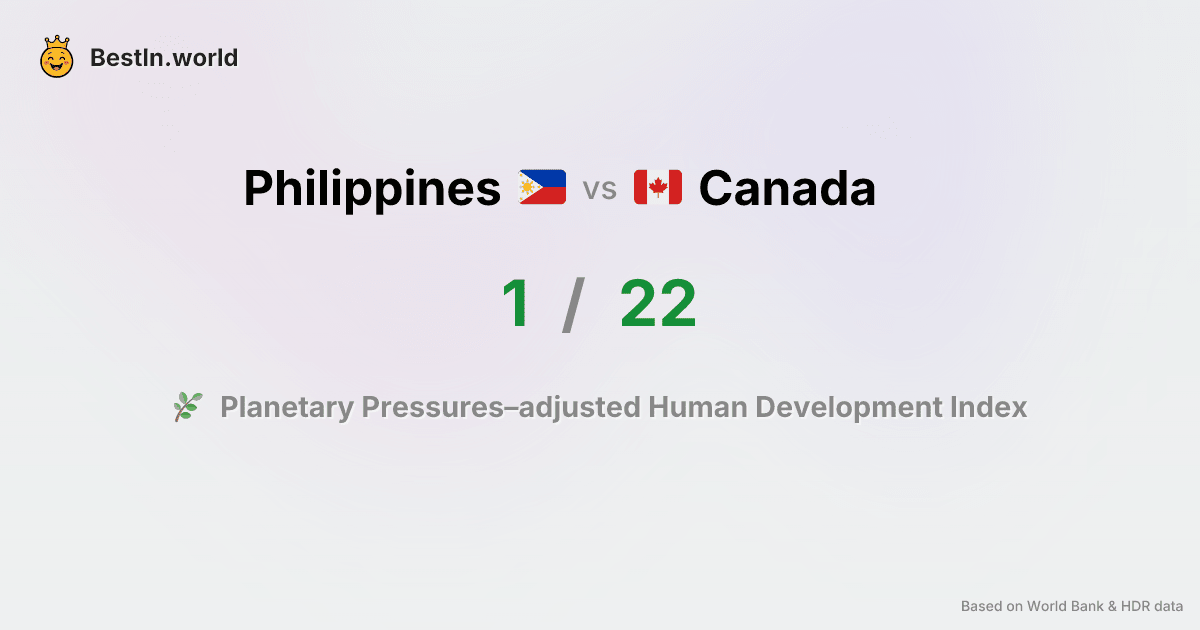 BestIn.world
Philippines vs Canada
1 / 22
Planetary Pressures–adjusted Human Development Index
Based on World Bank & HDR data